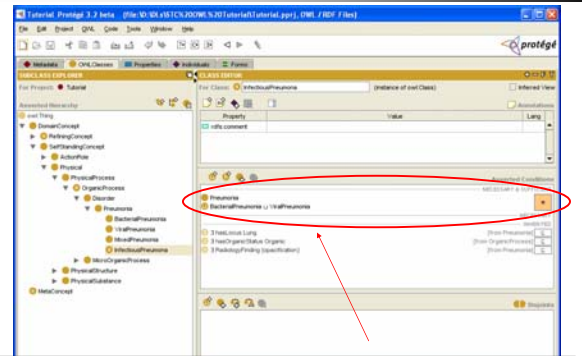 Tutorial Protégé 3.2 beta (file:\D:\DLs\STC%20OWL%20Tutorial\Tutorial.pprj, OWL / RDF Files)
File Edit Project OWL Code Tools Window Help
protégé
Metadata OWLClasses Properties Individuals Forms
SUBCLASS EXPLORER CLASS EDITOR
For Project: Tutorial For Class: InfectiousPneumonia (instance of owl:Class) Inferred View
Asserted Hierarchy Annotations
Property Value Lang
owl:Thing
rdfs:comment
DomainConcept
RefiningConcept
SelfStandingConcept
Physical
PhysicalProcess
Asserted Conditions
OrganicProcess
NECESSARY & SUFFICIENT
Disorder
Pneumonia
Pneumonia
BacterialPneumonia ⊔ ViralPneumonia
BacterialPneumonia
ViralPneumonia
INHERITED
MixedPneumonia
∃ hasLocus Lung [from Pneumonia]
InfectiousPneumonia
∃ hasOrganicStatus Organic [from OrganicProcess]
MicroOrganicProcess
[from Pneumonia]
PhysicalStructure
PhysicalSubstance
MetaConcept
Disjoints